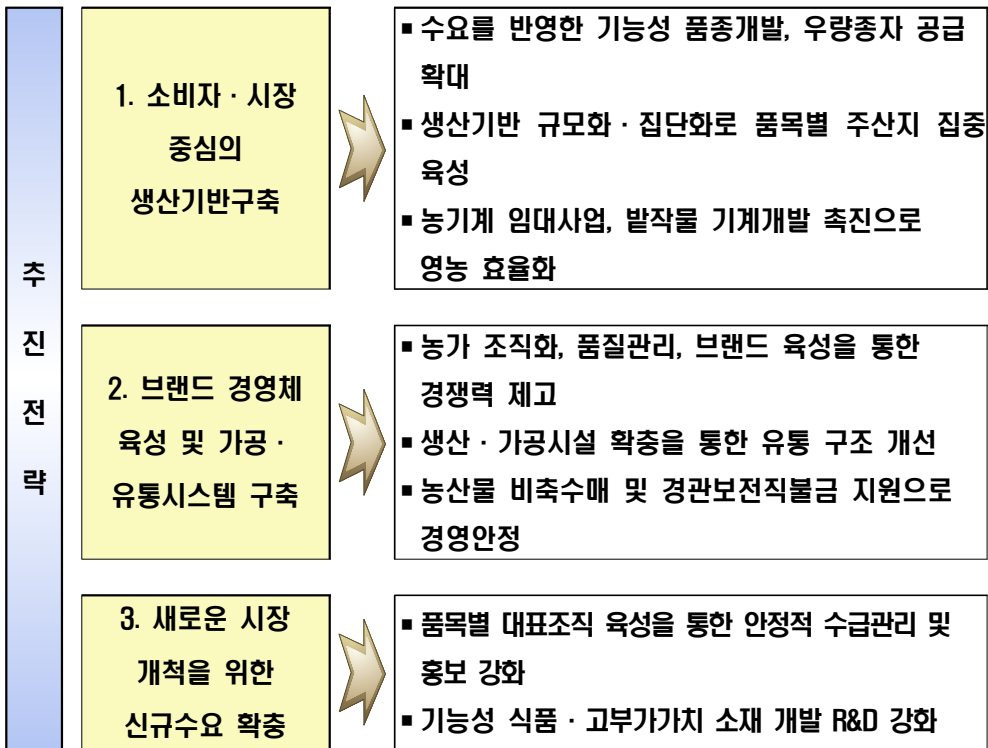 추
진
전
략
1. 소비자 · 시장
중심의
생산기반구축
■ 수요를 반영한 기능성 품종개발, 우량종자 공급
확대
■ 생산기반 규모화 · 집단화로 품목별 주산지 집중
육성
■ 농기계 임대사업, 밭작물 기계개발 촉진으로
영농 효율화
2. 브랜드 경영체
육성 및 가공 ·
유통시스템 구축
■ 농가 조직화, 품질관리, 브랜드 육성을 통한
경쟁력 제고
■ 생산 · 가공시설 확충을 통한 유통 구조 개선
■ 농산물 비축수매 및 경관보전직불금 지원으로
경영안정
3. 새로운 시장
개척을 위한
신규수요 확충
■ 품목별 대표조직 육성을 통한 안정적 수급관리 및
홍보 강화
■ 기능성 식품 · 고부가가치 소재 개발 R&D 강화